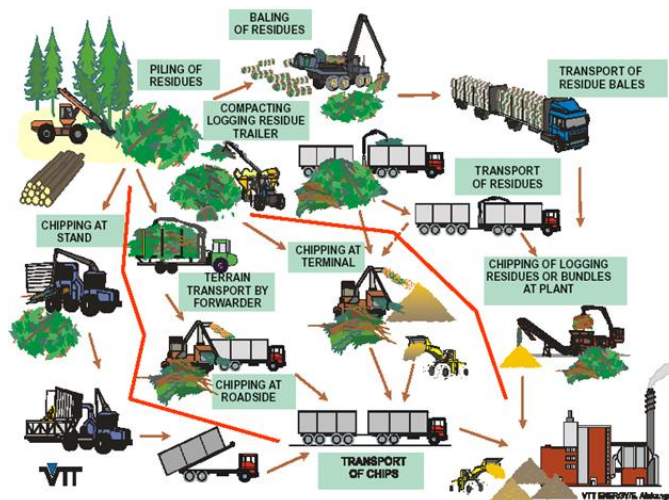 BALING
OF RESIDUES
PILING OF
RESIDUES
TRANSPORT OF
RESIDUE BALES
COMPACTING
LOGGING RESIDUE
TRAILER
TRANSPORT
OF RESIDUES
CHIPPING AT
STAND
CHIPPING AT
TERMINAL
CHIPPING OF LOGGING
RESIDUES OR BUNDLES
AT PLANT
TERRAIN
TRANSPORT BY
FORWARDER
CHIPPING AT
ROADSIDE
TRANSPORT
OF CHIPS
VTT
VTT ENERGY/E.